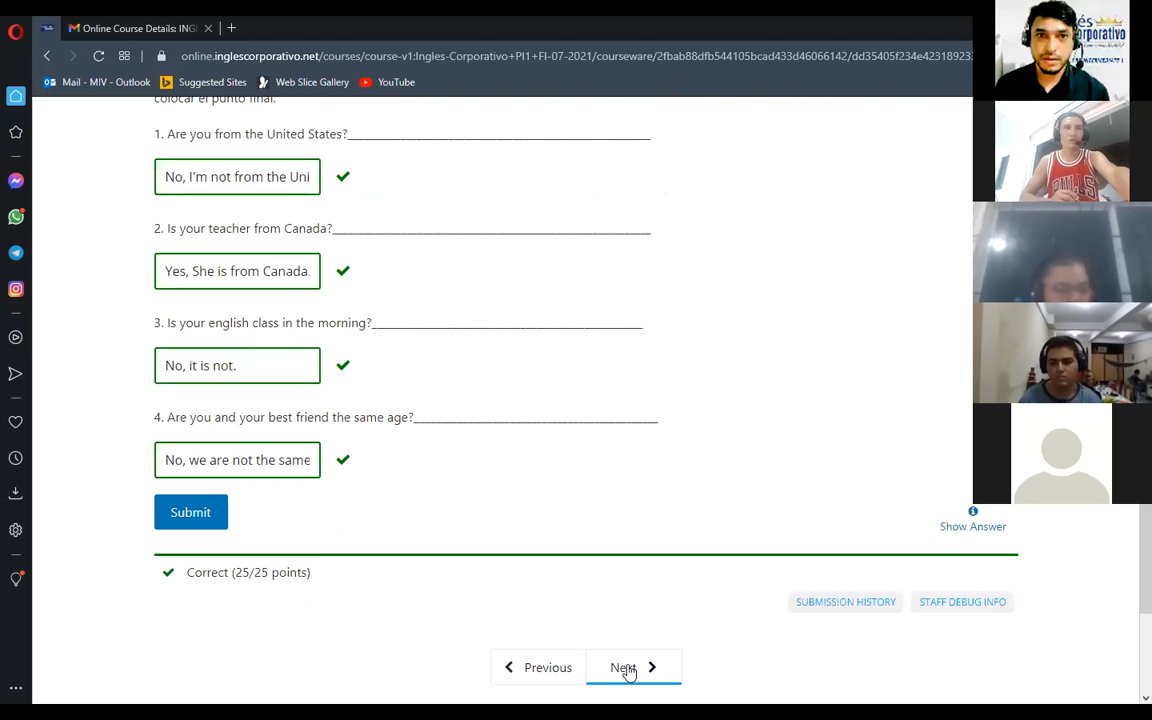 Online Course Details: INGl
online.inglescorporativo.net/courses/course-v1:Ingles-Corporativo+PI1+FI-07-2021/courseware/2fbab88dfb544105bcad433d46066142/dd35405f234e42318923
és
Corporativo
Mail - MIV - Outlook
Suggested Sites
Web Slice Gallery
YouTube
colocar el punto final.
1. Are you from the United States?
No, I'm not from the Uni
2. Is your teacher from Canada?
Yes, She is from Canada.
3. Is your english class in the morning?
No, it is not.
4. Are you and your best friend the same age?
No, we are not the same
Submit
Show Answer
Correct (25/25 points)
SUBMISSION HISTORY
STAFF DEBUG INFO
Previous
Next